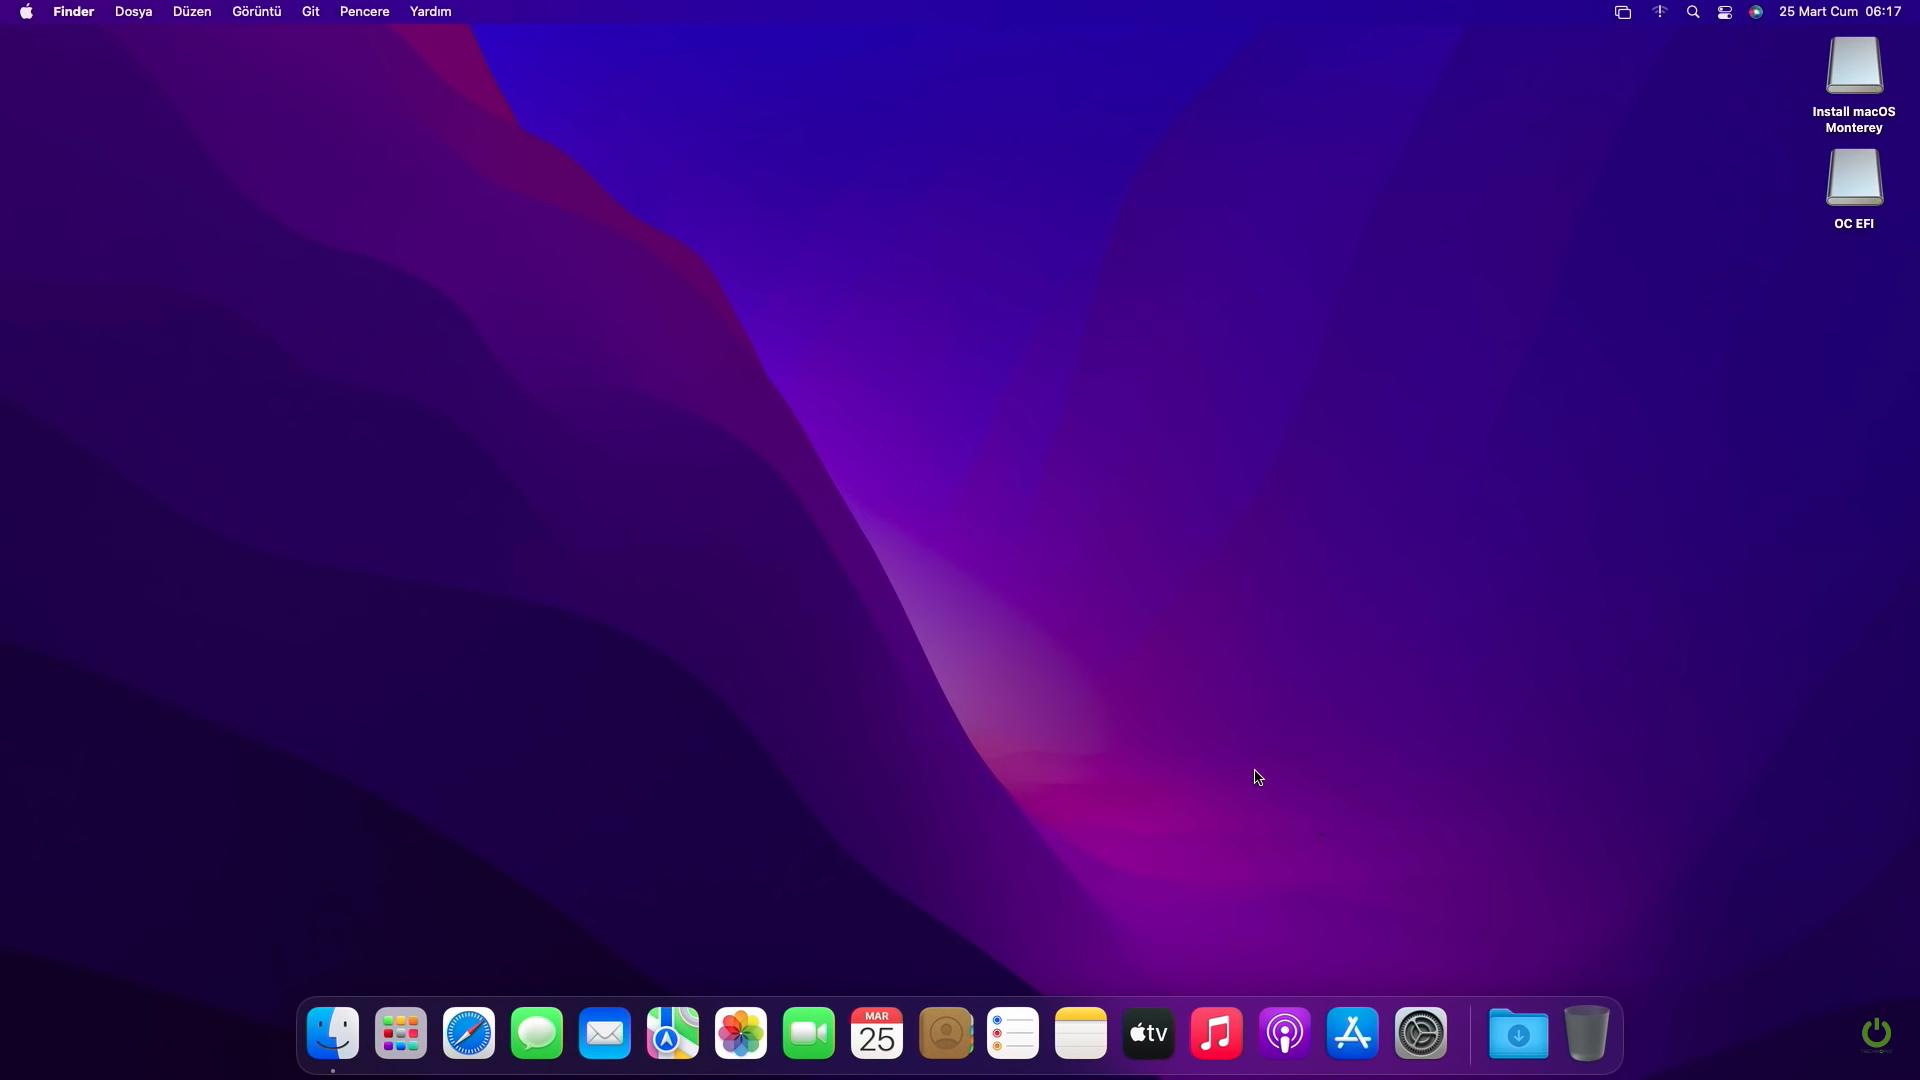 Finder Dosya Düzen Görüntü Git Pencere Yardım 25 Mart Cum 06:17
Install macOS
Monterey
OC EFI
MAR
25
tv